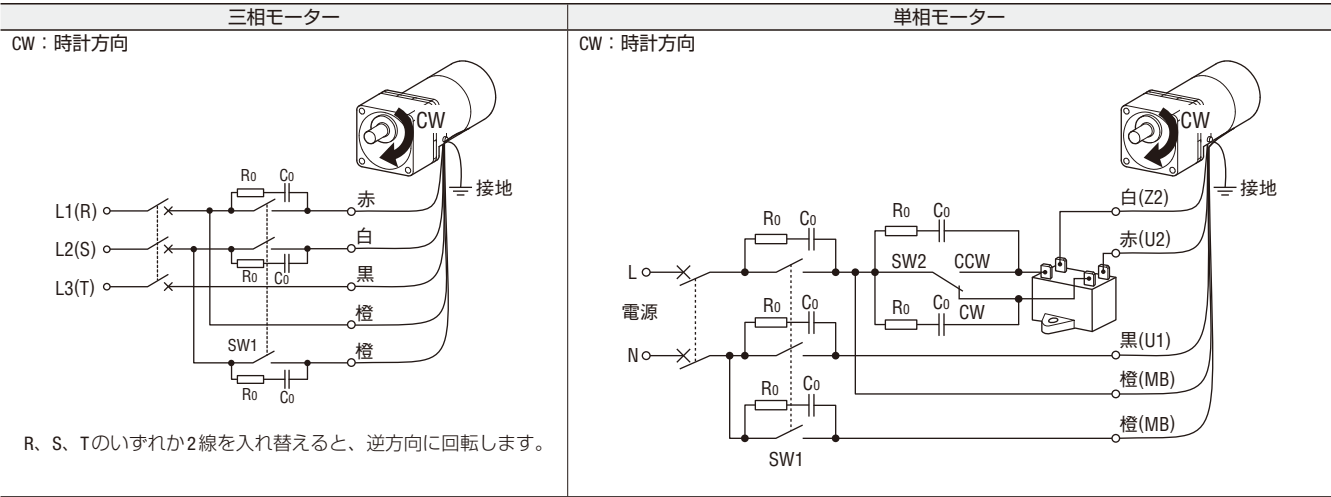 三相モーター
CW：時計方向
CW
接地
R0 C0
L1(R)
赤
L2(S)
白
R0 C0
L3(T)
黒
橙
SW1
橙
R0 C0
R、S、Tのいずれか2線を入れ替えると、逆方向に回転します。
単相モーター
CW：時計方向
CW
接地
白(Z2)
R0 C0
R0 C0
赤(U2)
L
SW2 CCW
電源
R0 C0
R0 C0 CW
N
黒(U1)
R0 C0
橙(MB)
橙(MB)
SW1